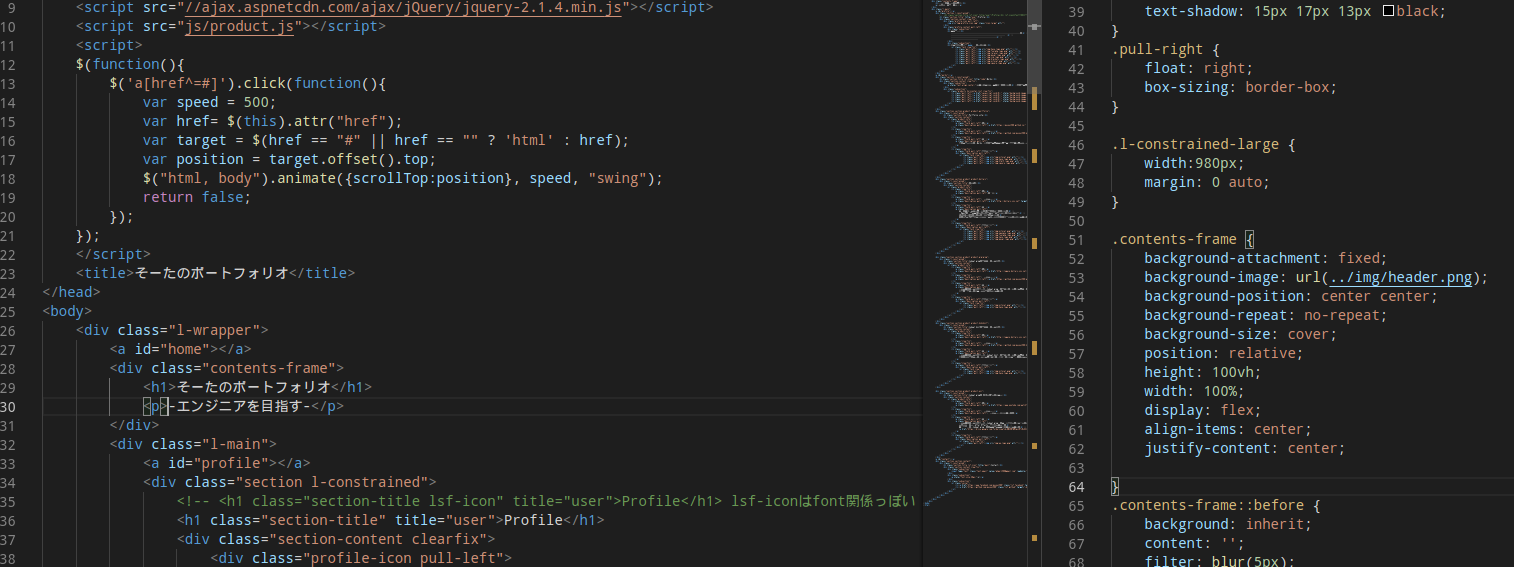 9 <script src="//ajax.aspnetcdn.com/ajax/jQuery/jquery-2.1.4.min.js"></script>
10 <script src="js/product.js"></script>
11 <script>
12 $(function(){
13 $('a[href^=#]').click(function(){
14 var speed = 500;
15 var href= $(this).attr("href");
16 var target = $(href == "#" || href == "" ? 'html' : href);
17 var position = target.offset().top;
18 $("html, body").animate({scrollTop:position}, speed, "swing");
19 return false;
20 });
21 });
22 </script>
23 <title>そーたのポートフォリオ</title>
24 </head>
25 <body>
26 <div class="l-wrapper">
27 <a id="home"></a>
28 <div class="contents-frame">
29 <h1>そーたのポートフォリオ</h1>
30 <p>-エンジニアを目指す-</p>
31 </div>
32 <div class="l-main">
33 <a id="profile"></a>
34 <div class="section l-constrained">
35 <!-- <h1 class="section-title lsf-icon" title="user">Profile</h1> lsf-iconはfont関係っぽい
36 <h1 class="section-title" title="user">Profile</h1>
37 <div class="section-content clearfix">
38 <div class="profile-icon pull-left">
39 text-shadow: 15px 17px 13px black;
40 }
41 .pull-right {
42 float: right;
43 box-sizing: border-box;
44 }
45
46 .l-constrained-large {
47 width:980px;
48 margin: 0 auto;
49 }
50
51 .contents-frame {
52 background-attachment: fixed;
53 background-image: url(../img/header.png);
54 background-position: center center;
55 background-repeat: no-repeat;
56 background-size: cover;
57 position: relative;
58 height: 100vh;
59 width: 100%;
60 display: flex;
61 align-items: center;
62 justify-content: center;
63
64 }
65 .contents-frame::before {
66 background: inherit;
67 content: '';
68 filter: blur(5px);